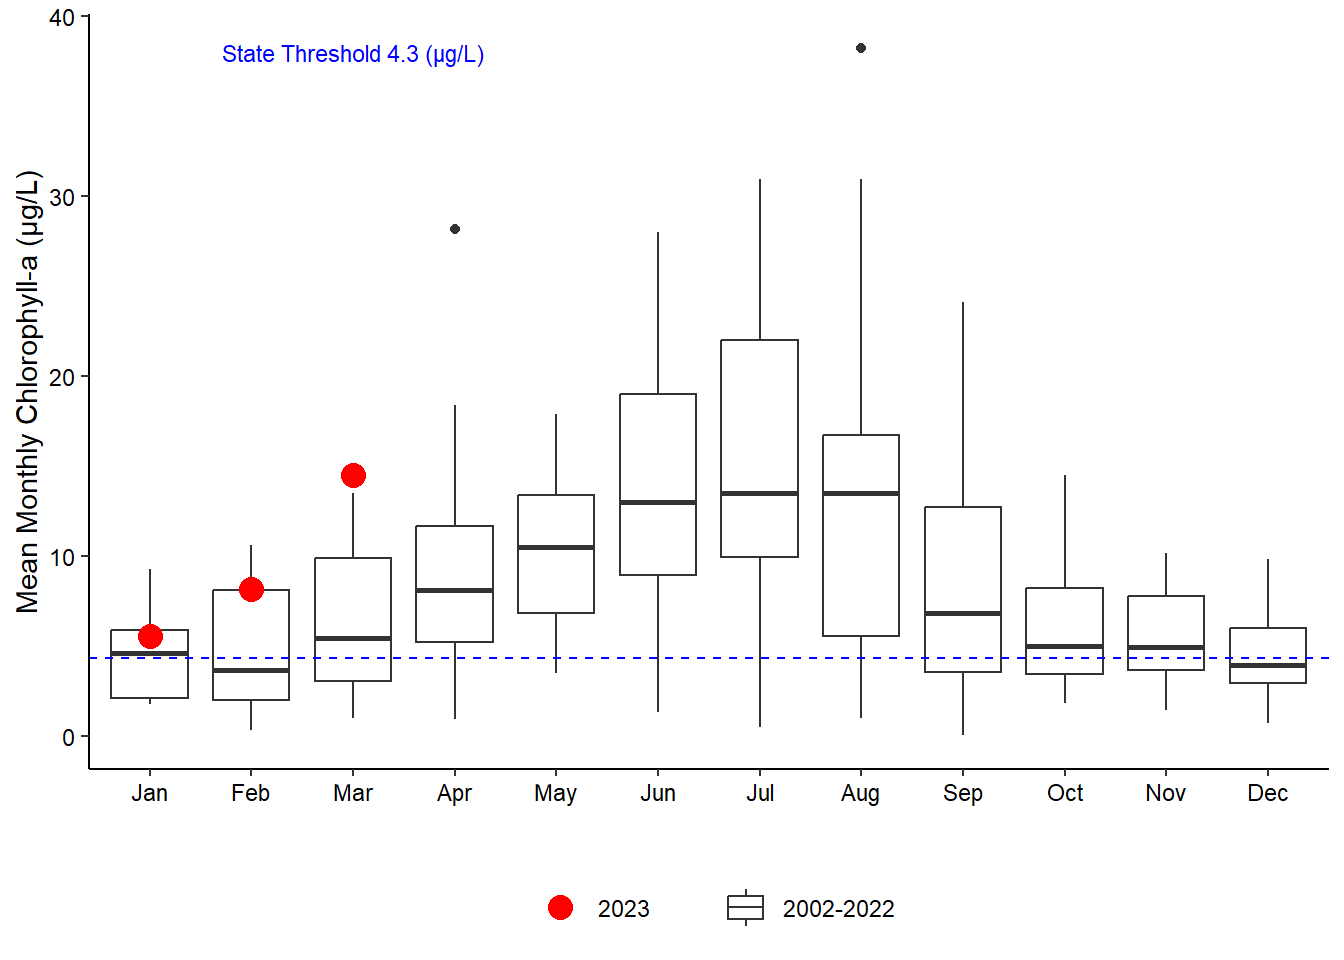 State Threshold 4.3 (µg/L)
Mean Monthly Chlorophyll-a (µg/L)
40
30
20
10
0
Jan Feb Mar Apr May Jun Jul Aug Sep Oct Nov Dec
2023 2002-2022